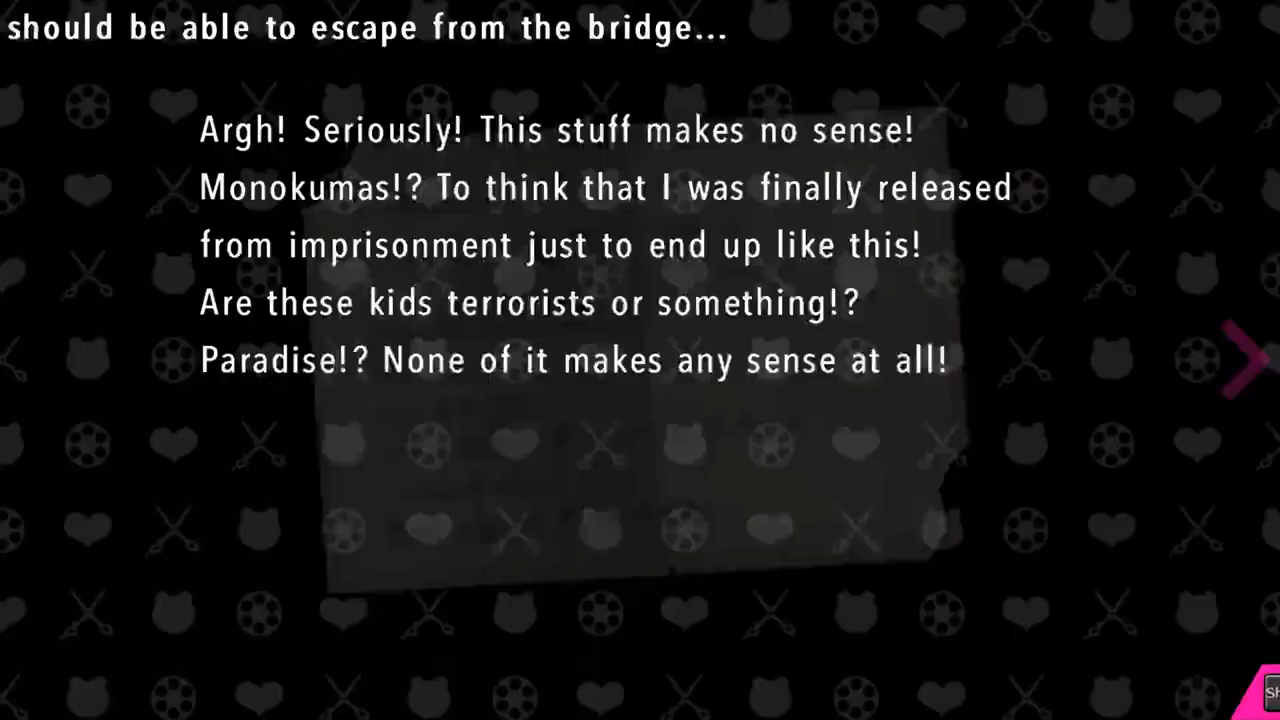 should be able to escape from the bridge...
Argh! Seriously! This stuff makes no sense!
Monokumas!? To think that I was finally released
from imprisonment just to end up like this!
Are these kids terrorists or something!?
Paradise!? None of it makes any sense at all!
SH